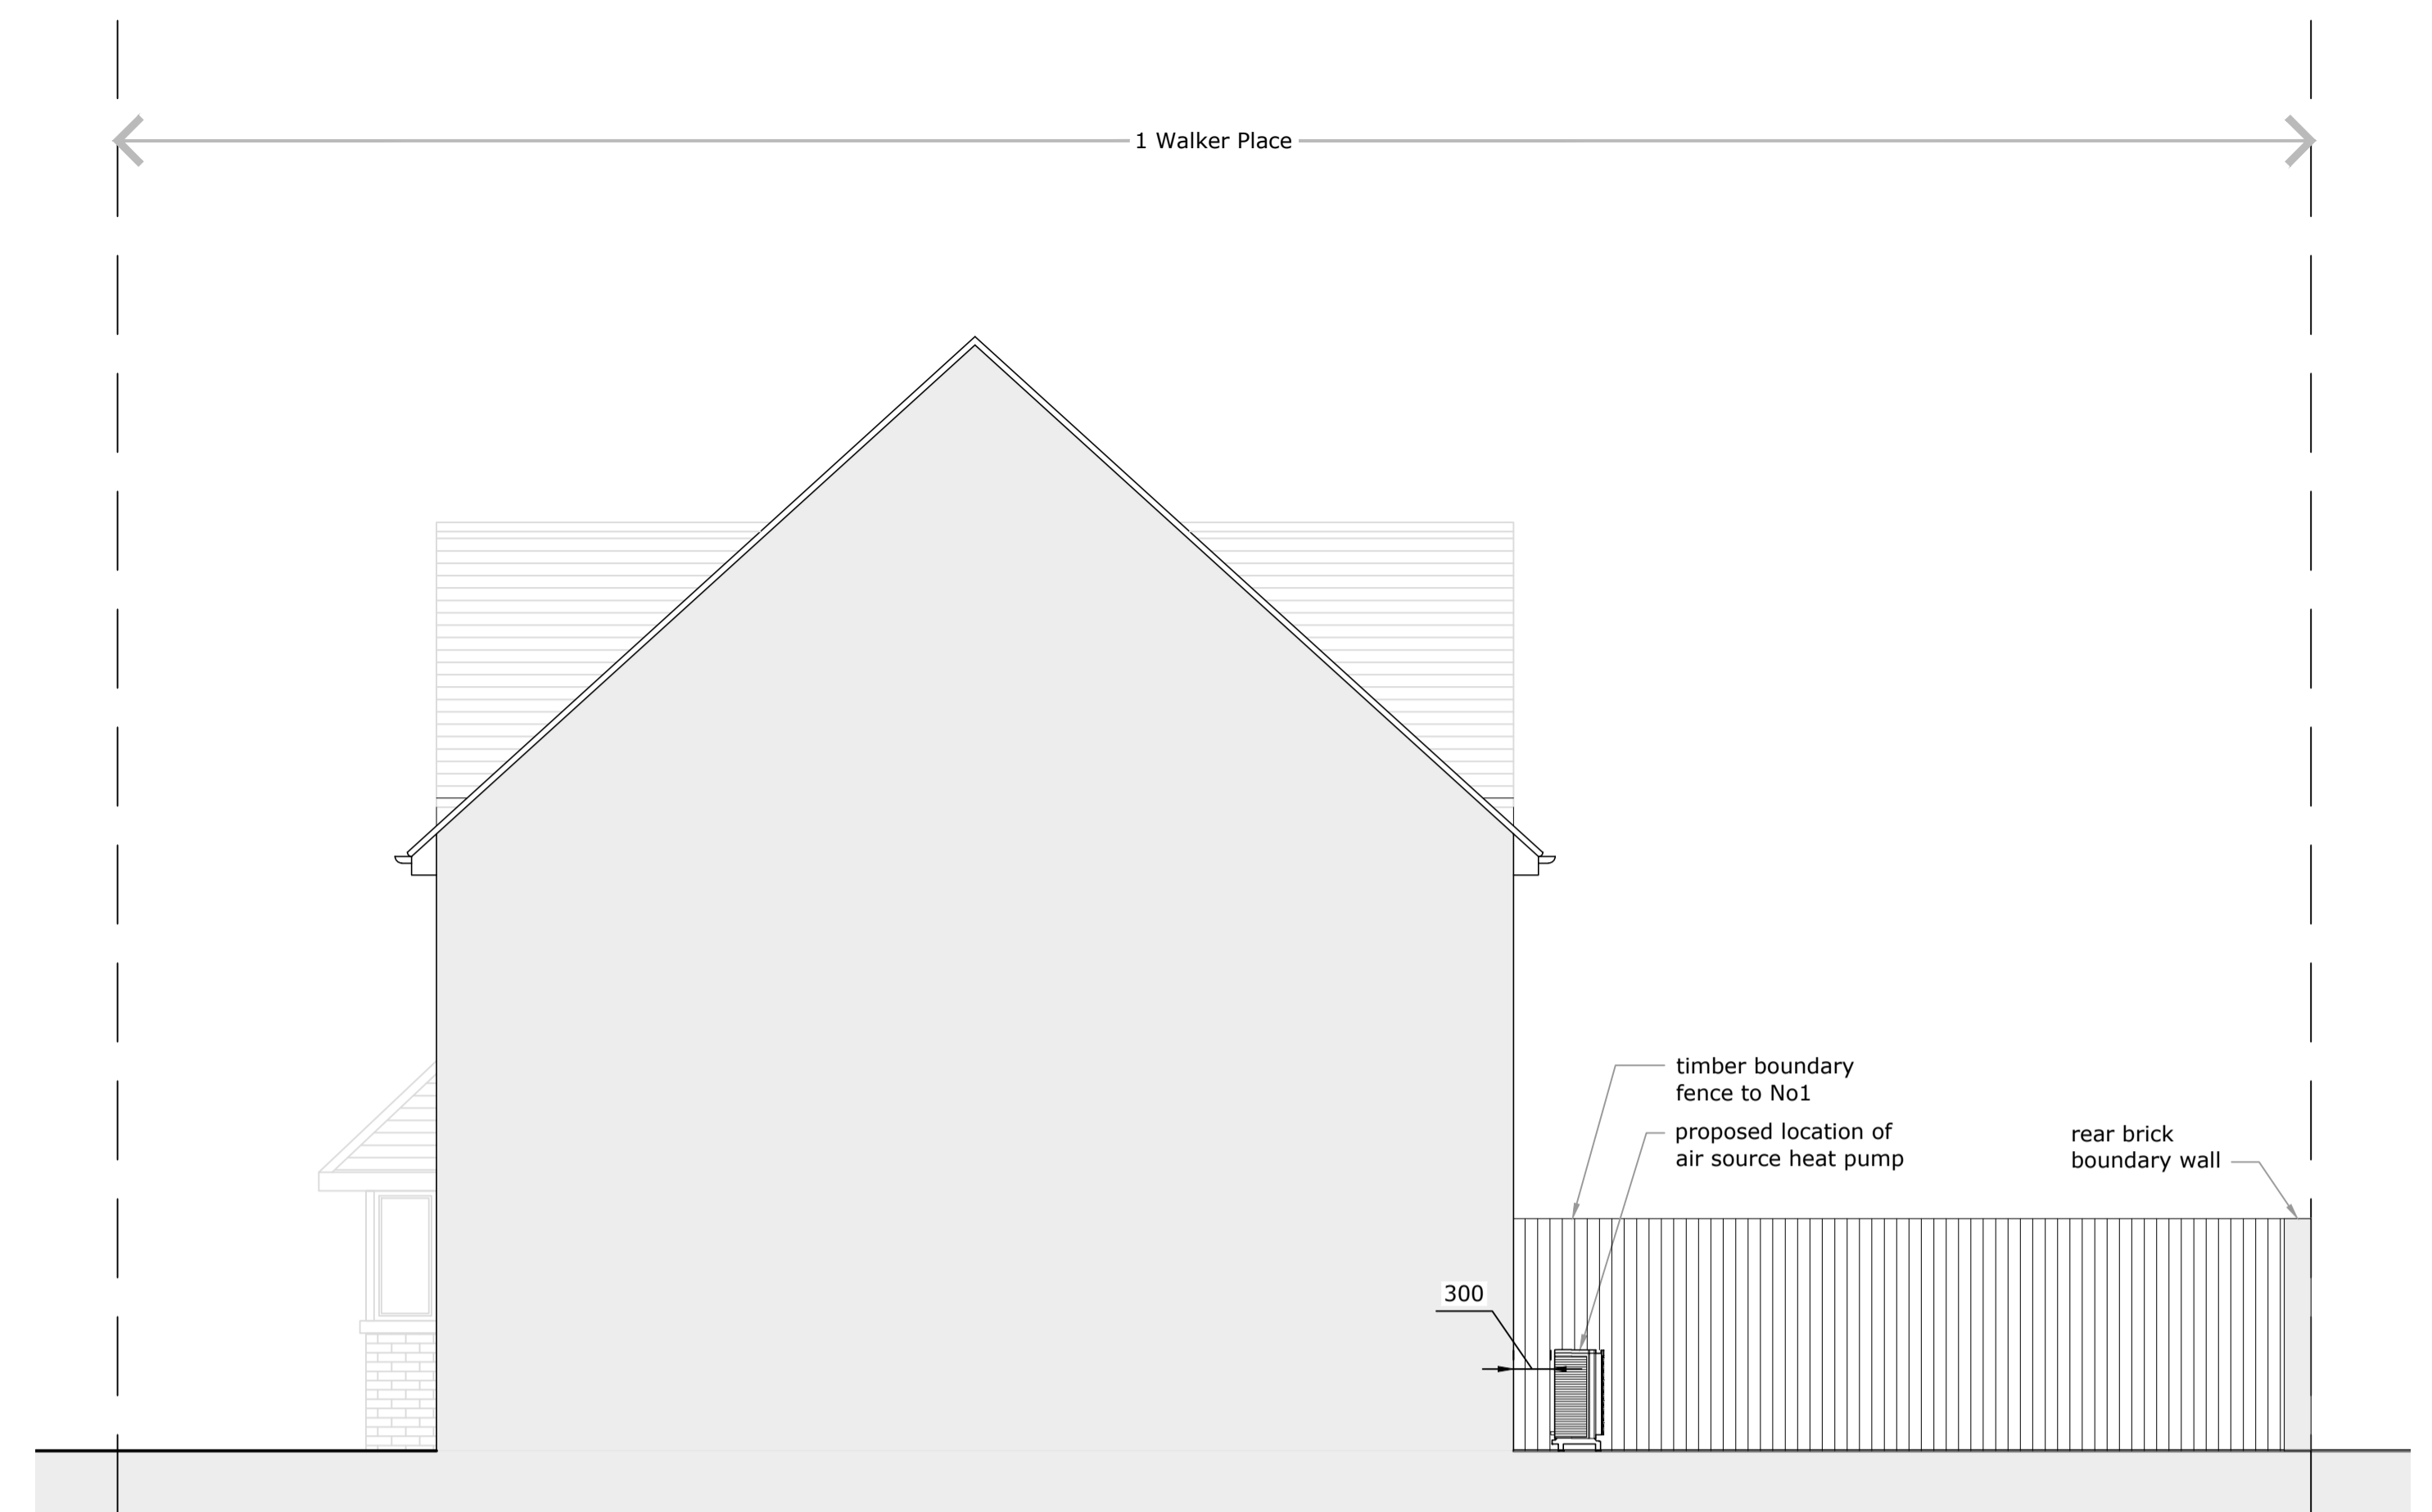 1 Walker Place
timber boundary
fence to No1
proposed location of
air source heat pump
rear brick
boundary wall
300